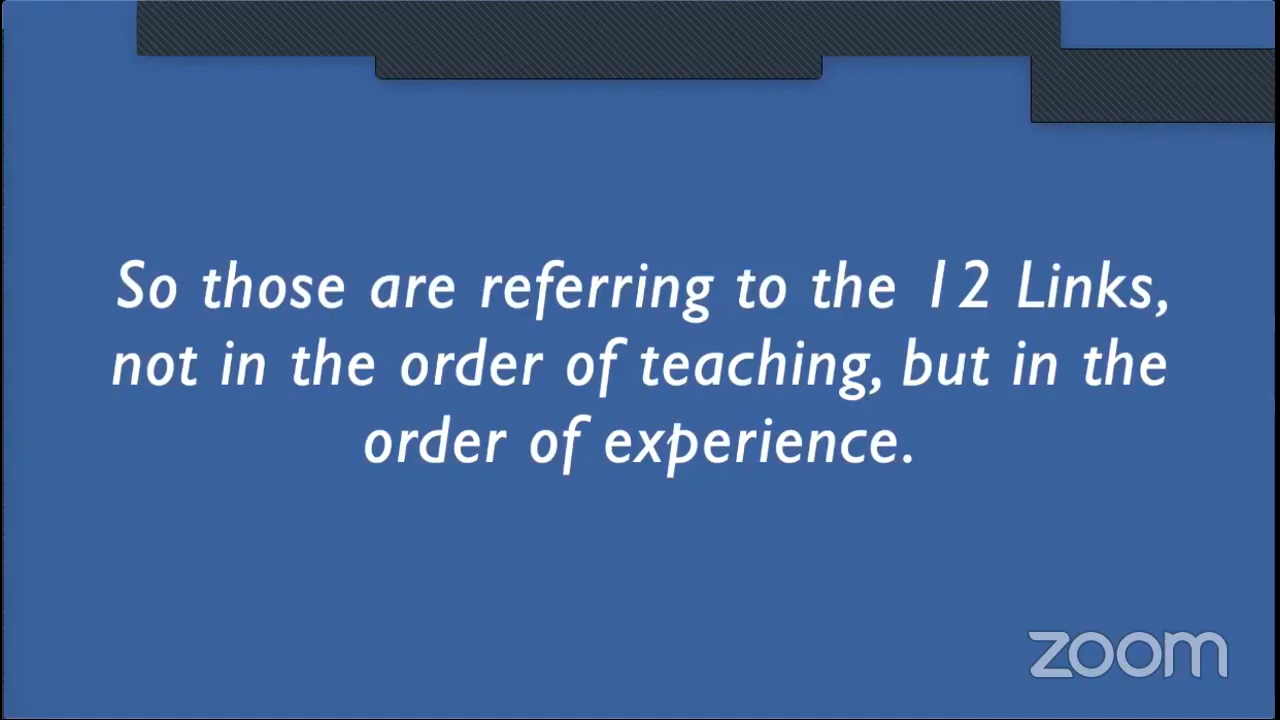 So those are referring to the 12 Links,
not in the order of teaching, but in the
order of experience.
zoom